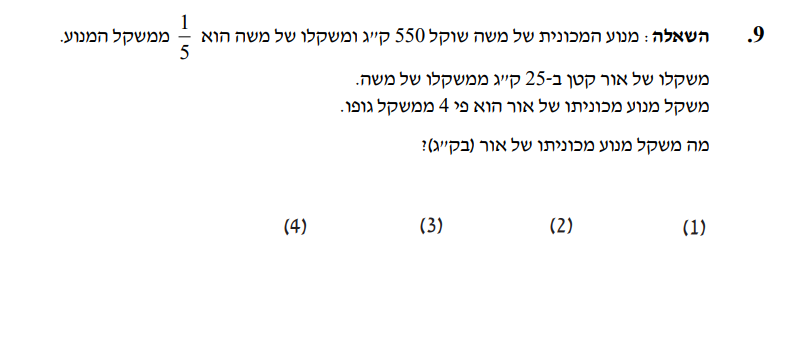 9. השאלה: מנוע המכונית של משה שוקל 550 ק״ג ומשקלו של משה הוא 1/5 ממשקל המנוע.
משקלו של אור קטן ב-25 ק״ג ממשקלו של משה.
משקל מנוע מכוניתו של אור הוא פי 4 ממשקל גופו.
מה משקל מנוע מכוניתו של אור (בק״ג)?
(1) (2) (3) (4)